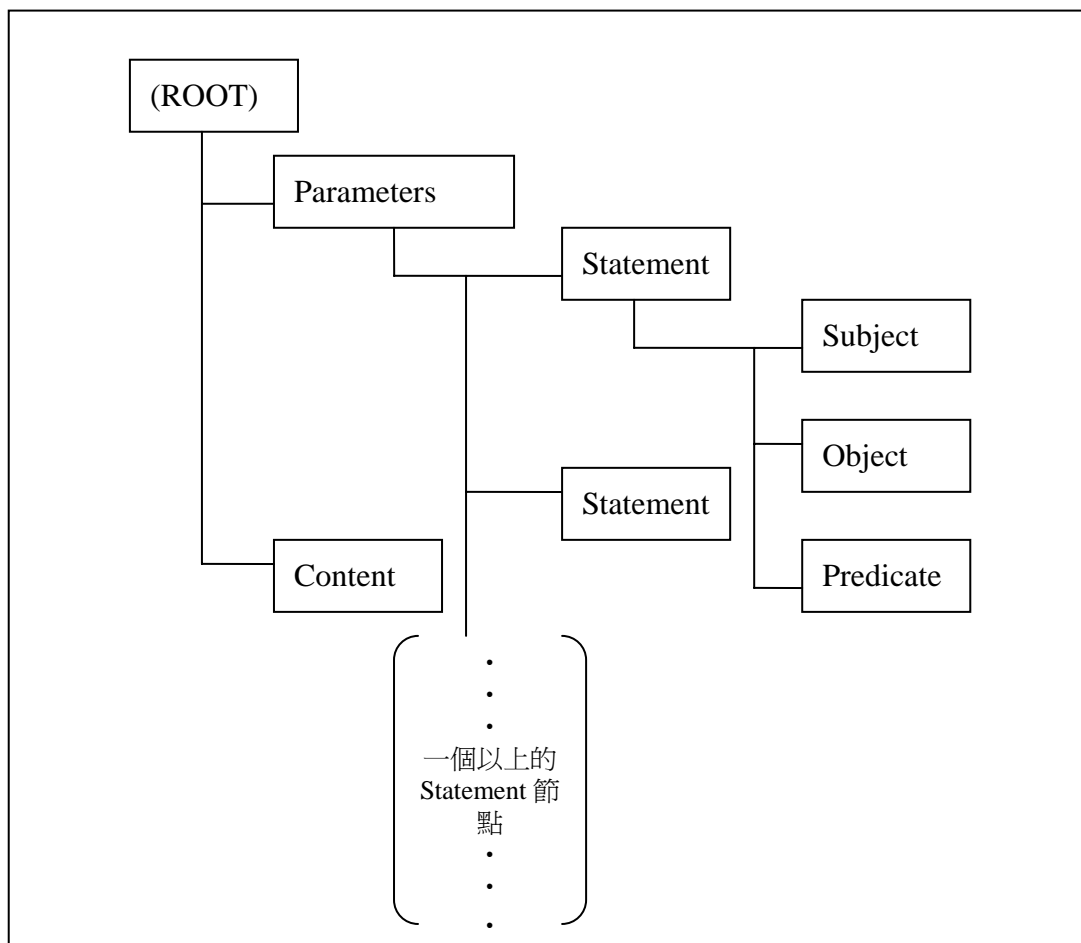 (ROOT)
Parameters
Statement
Subject
Object
Statement
Content
Predicate
一個以上的
Statement 節
點